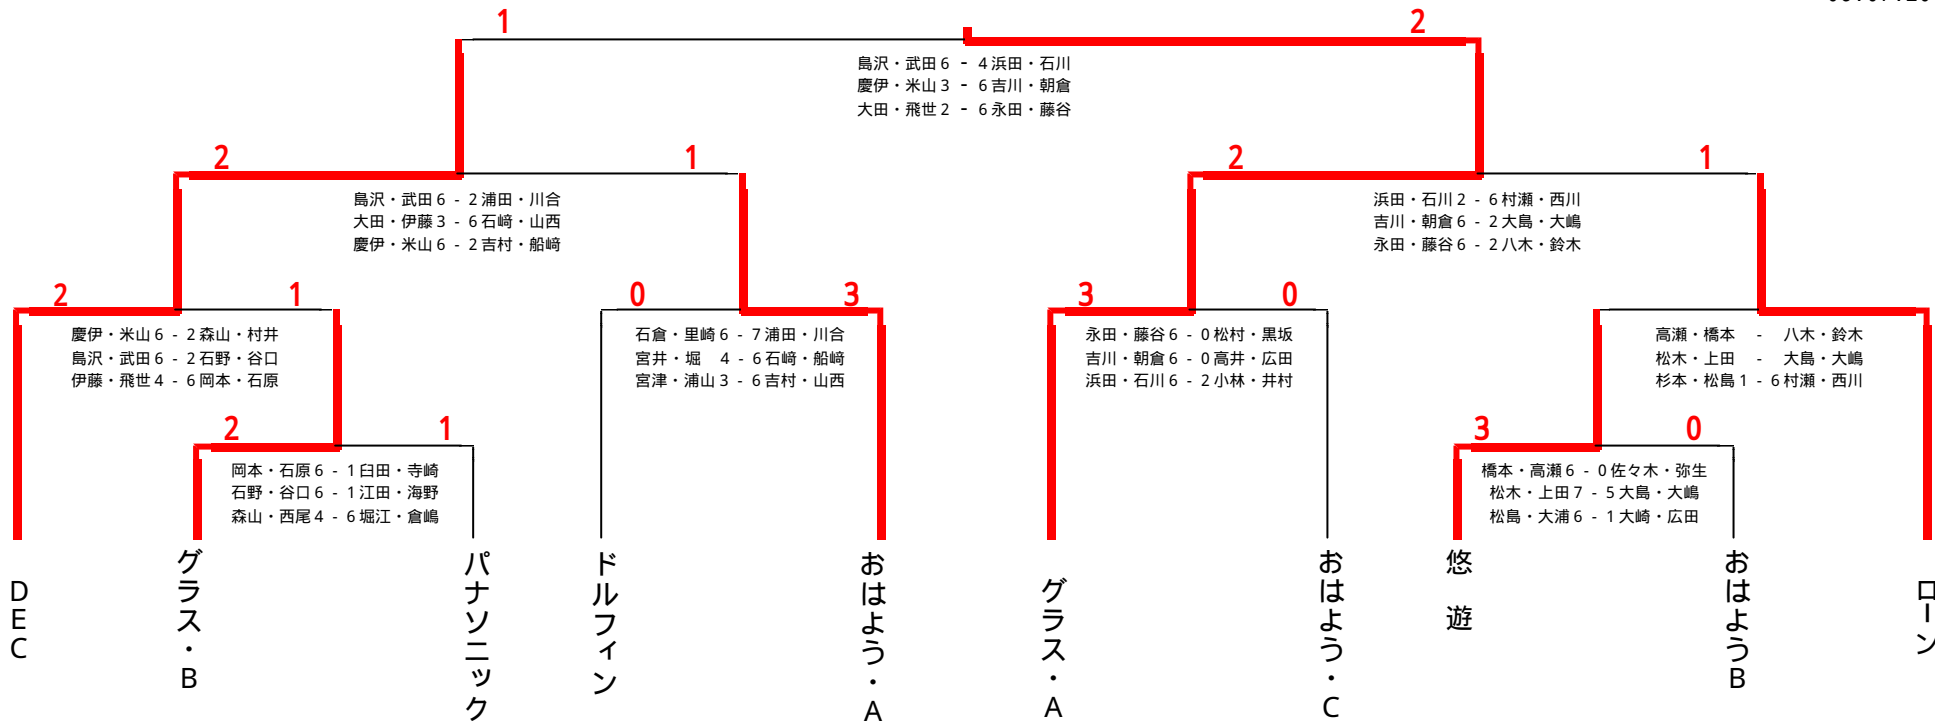 1
2
島沢・武田 6 - 4 浜田・石川
慶伊・米山 3 - 6 吉川・朝倉
大田・飛世 2 - 6 永田・藤谷
2
1
2
1
島沢・武田 6 - 2 浦田・川合
大田・伊藤 3 - 6 石﨑・山西
慶伊・米山 6 - 2 吉村・船﨑
浜田・石川 2 - 6 村瀬・西川
吉川・朝倉 6 - 2 大島・大嶋
永田・藤谷 6 - 2 八木・鈴木
2
1
0
3
3
0
慶伊・米山 6 - 2 森山・村井
島沢・武田 6 - 2 石野・谷口
伊藤・飛世 4 - 6 岡本・石原
石倉・里崎 6 - 7 浦田・川合
宮井・堀 4 - 6 石﨑・船﨑
宮津・浦山 3 - 6 吉村・山西
永田・藤谷 6 - 0 松村・黒坂
吉川・朝倉 6 - 0 高井・広田
浜田・石川 6 - 2 小林・井村
高瀬・橋本 - 八木・鈴木
松木・上田 - 大島・大嶋
杉本・松島 1 - 6 村瀬・西川
2
1
3
0
岡本・石原 6 - 1 臼田・寺崎
石野・谷口 6 - 1 江田・海野
森山・西尾 4 - 6 堀江・倉嶋
橋本・高瀬 6 - 0 佐々木・弥生
松木・上田 7 - 5 大島・大嶋
松島・大浦 6 - 1 大崎・広田
DEC
グラス・B
パナソニック
ドルフィン
おはよう・A
グラス・A
おはよう・C
悠 遊
おはようB
ローン